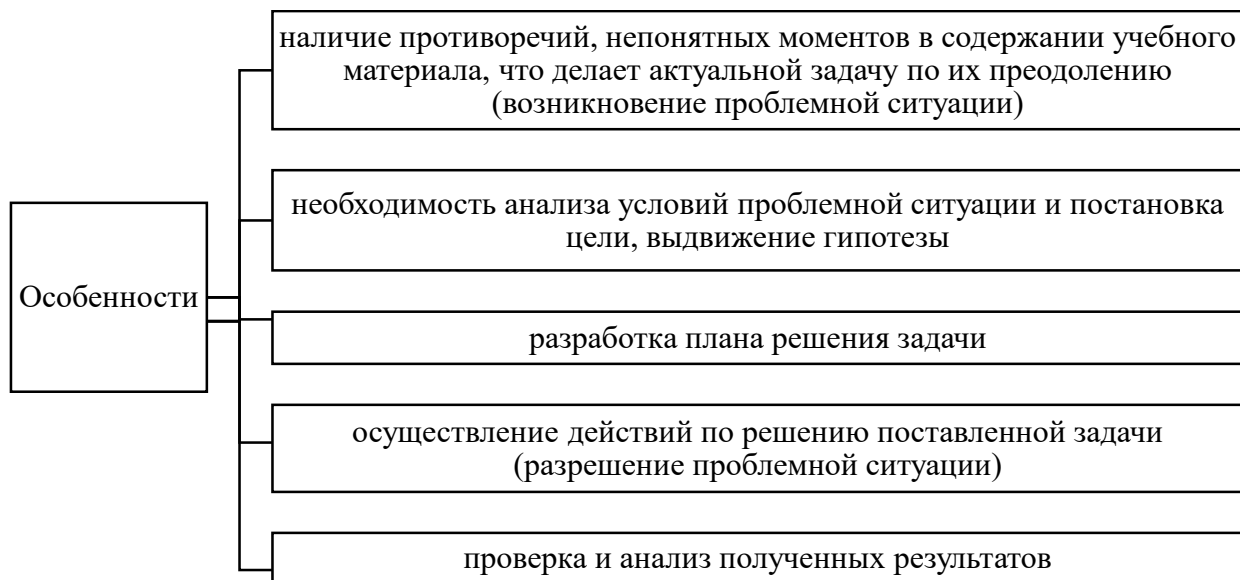 наличие противоречий, непонятных моментов в содержании учебного
материала, что делает актуальной задачу по их преодолению
(возникновение проблемной ситуации)
необходимость анализа условий проблемной ситуации и постановка
цели, выдвижение гипотезы
Особенности
разработка плана решения задачи
осуществление действий по решению поставленной задачи
(разрешение проблемной ситуации)
проверка и анализ полученных результатов